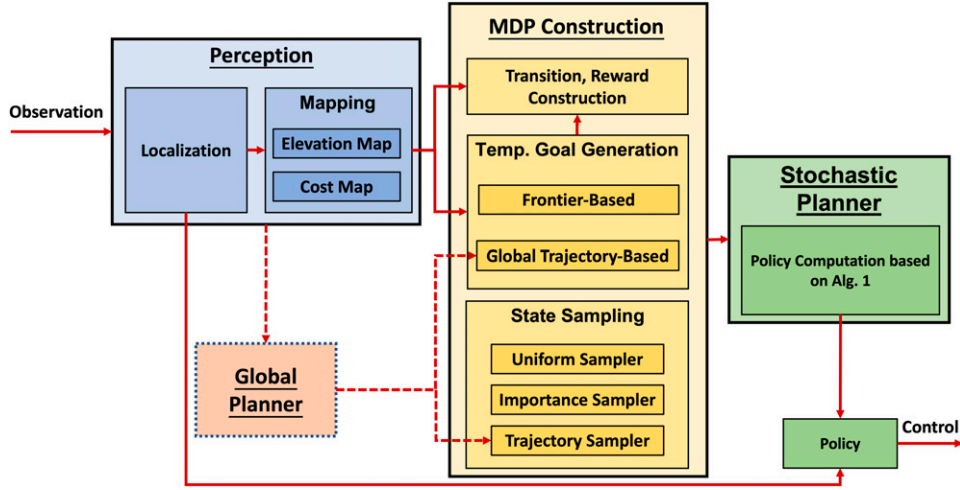 Observation
Perception
Localization
Mapping
Elevation Map
Cost Map
Global
Planner
MDP Construction
Transition, Reward
Construction
Temp. Goal Generation
Frontier-Based
Global Trajectory-Based
State Sampling
Uniform Sampler
Importance Sampler
Trajectory Sampler
Stochastic
Planner
Policy Computation based
on Alg. 1
Policy
Control